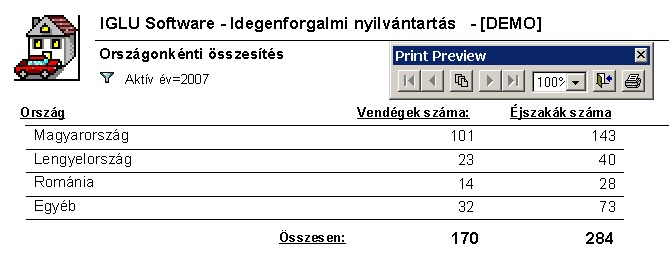 IGLU Software - Idegenforgalmi nyilvántartás - [DEMO]
Országonkénti összesítés
Print Preview
Aktív év=2007
100%
Ország Vendégek száma: Éjszakák száma
Magyarország 101 143
Lengyelország 23 40
Románia 14 28
Egyéb 32 73
Összesen: 170 284